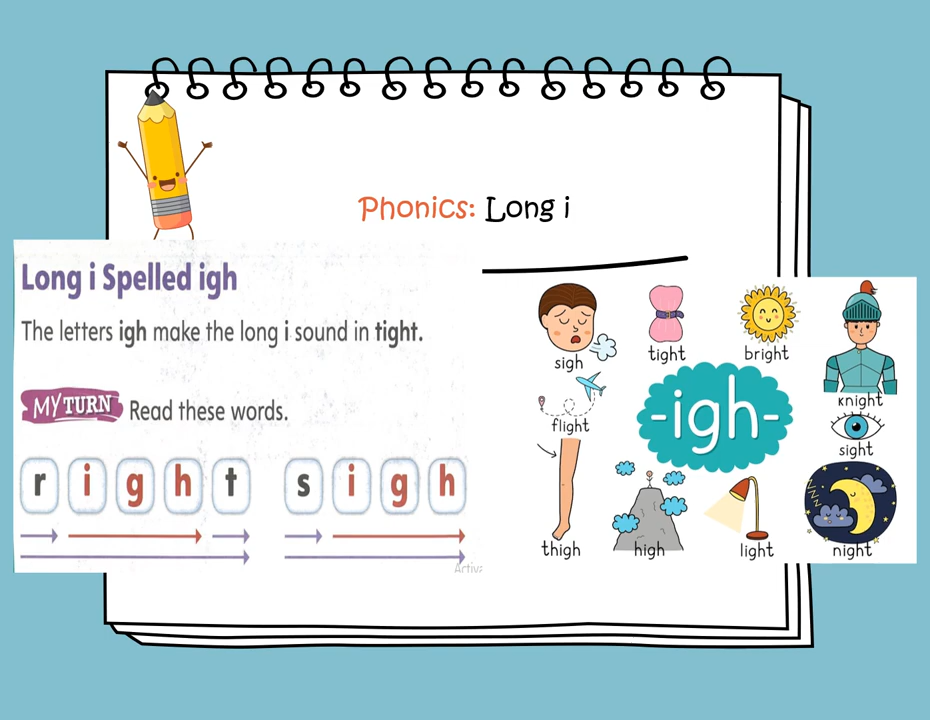 Phonics: Long i
Long i Spelled igh
The letters igh make the long i sound in tight.
MY TURN Read these words.
r i g h t s i g h
sigh
tight
bright
knight
flight
-igh-
sight
thigh
high
light
night